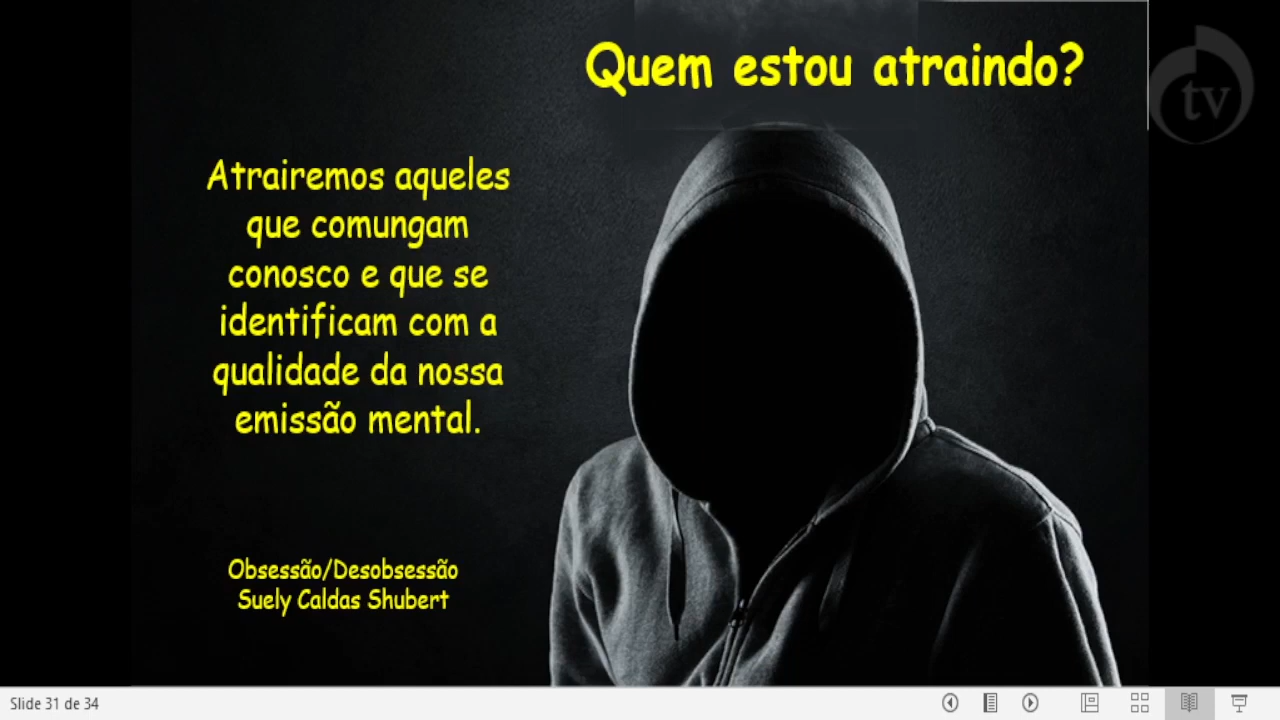 Quem estou atraindo?
tv
Atrairemos aqueles
que comungam
conosco e que se
identificam com a
qualidade da nossa
emissão mental.
Obsessão/Desobsessão
Suely Caldas Shubert
Slide 31 de 34